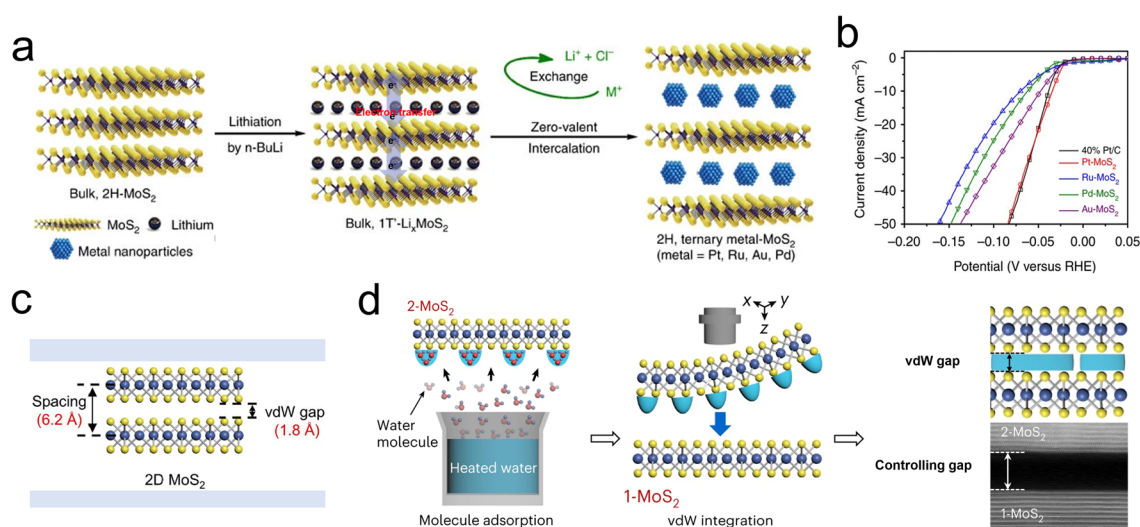 a
Li⁺ + Cl⁻
Exchange
M⁺
e⁻
Electron transfer
e⁻
e⁻
e⁻
Lithiation
by n-BuLi
Zero-valent
Intercalation
Bulk, 2H-MoS₂
MoS₂
Lithium
Metal nanoparticles
Bulk, 1T'-LiₓMoS₂
2H, ternary metal-MoS₂
(metal = Pt, Ru, Au, Pd)
b
Current density (mA cm⁻²)
0
−10
−20
−30
−40
−50
40% Pt/C
Pt-MoS₂
Ru-MoS₂
Pd-MoS₂
Au-MoS₂
−0.20
−0.15
−0.10
−0.05
0.00
0.05
Potential (V versus RHE)
c
Spacing
(6.2 Å)
vdW gap
(1.8 Å)
2D MoS₂
d
2-MoS₂
Water
molecule
Heated water
Molecule adsorption
x
y
z
1-MoS₂
vdW integration
vdW gap
Controlling gap
2-MoS₂
1-MoS₂